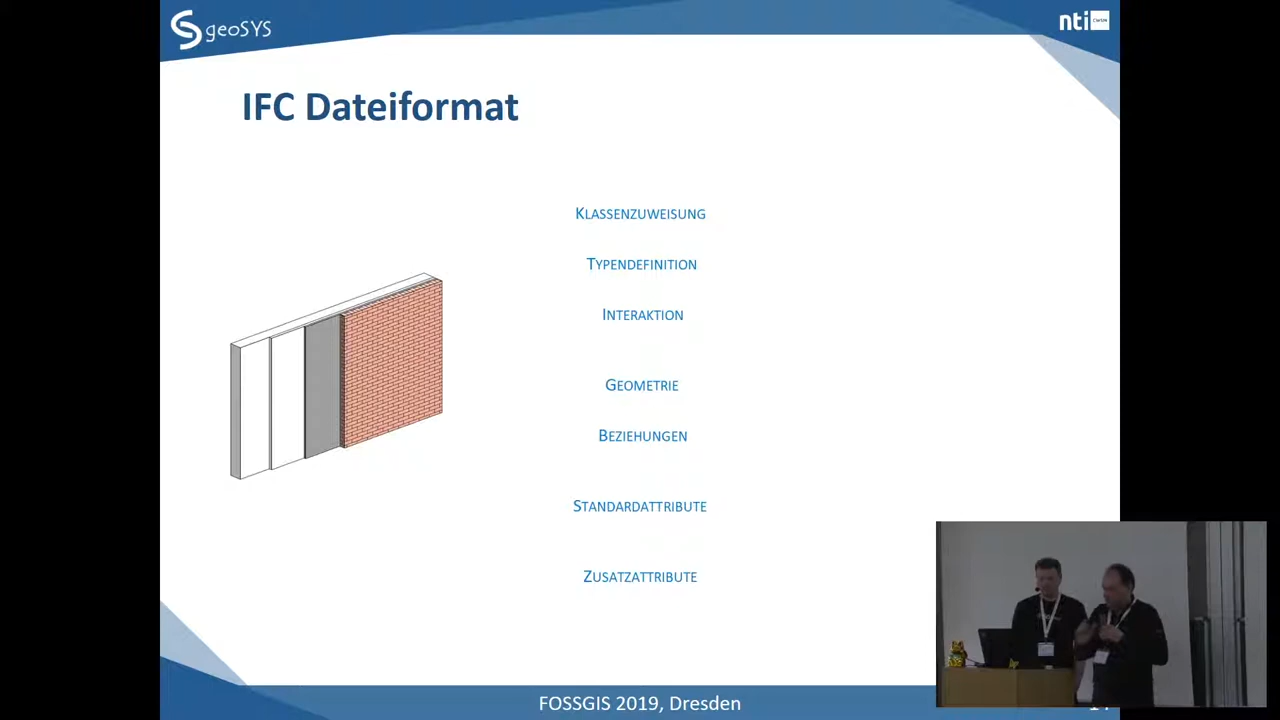 geoSYS
nti
IFC Dateiformat
KLASSENZUWEISUNG
TYPENDEFINITION
INTERAKTION
GEOMETRIE
BEZIEHUNGEN
STANDARDATTRIBUTE
ZUSATZATTRIBUTE
FOSSGIS 2019, Dresden